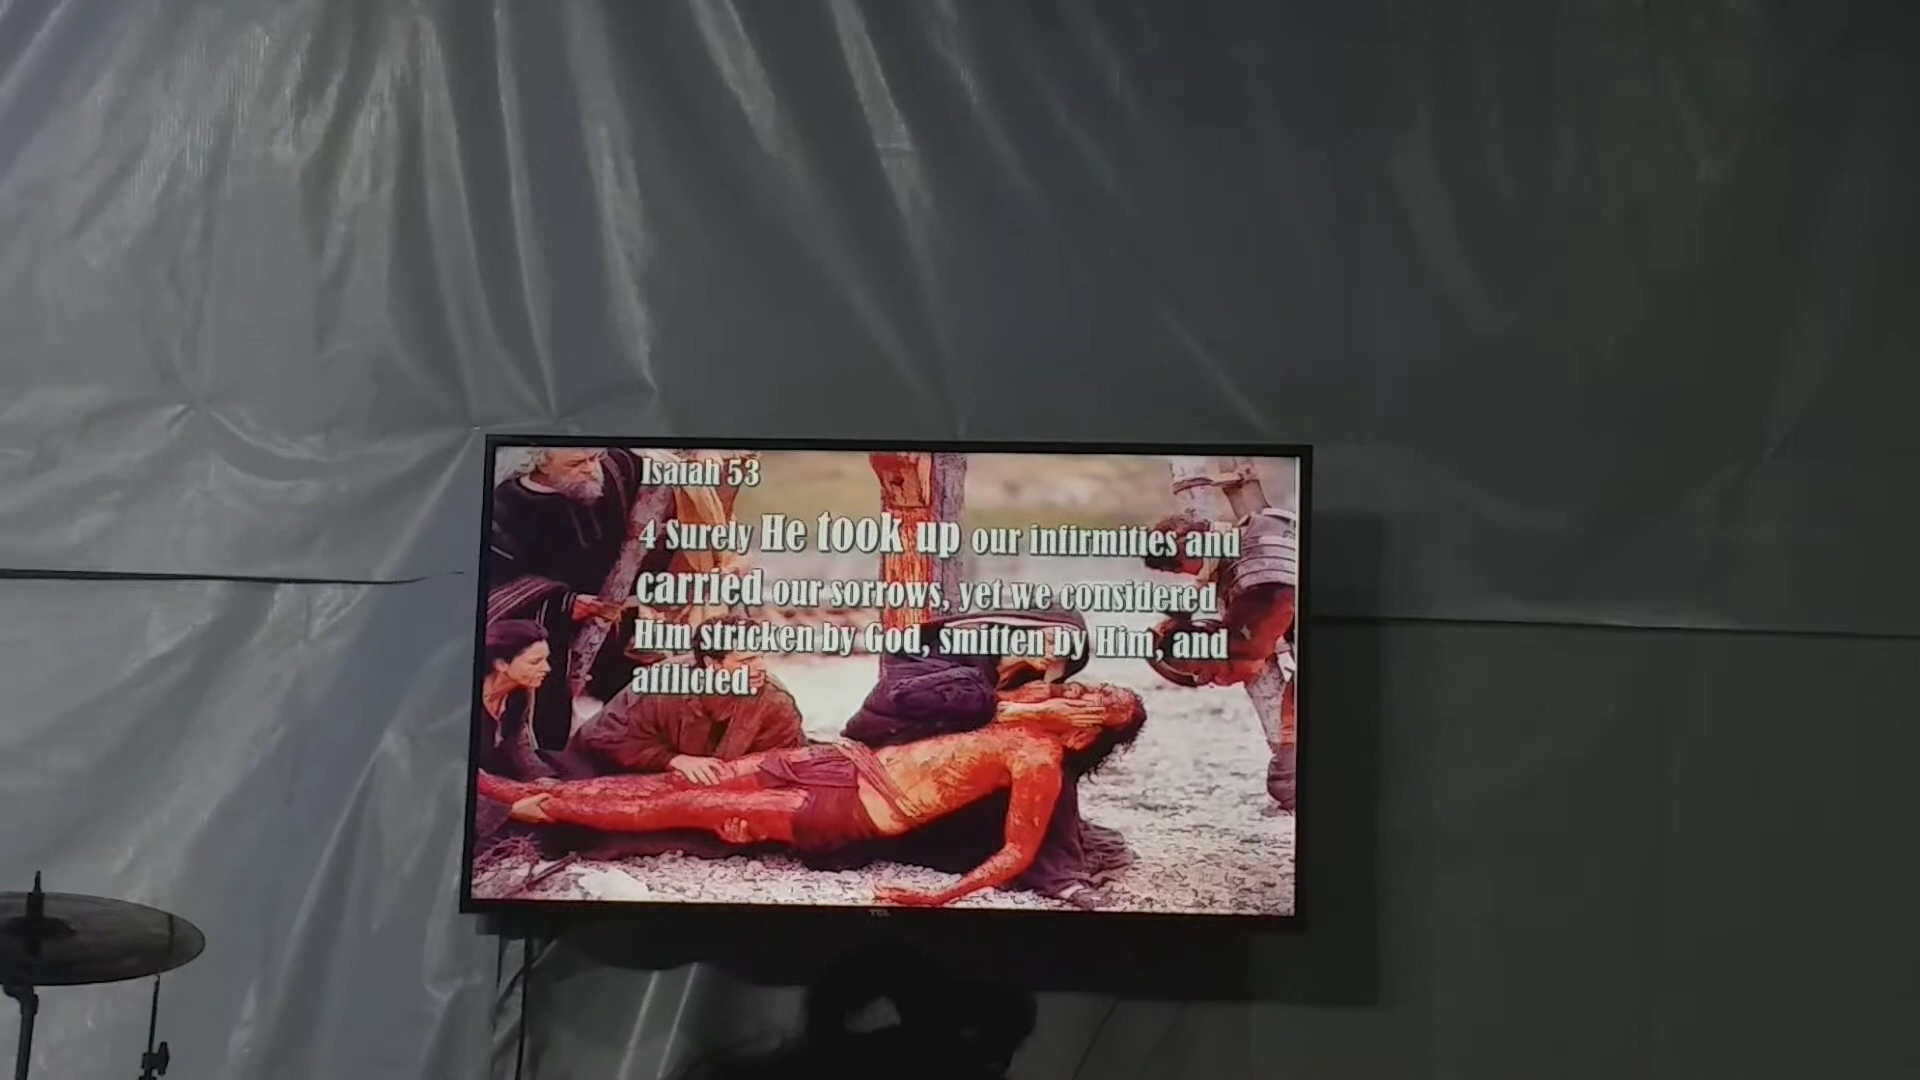 Isaiah 53
4 Surely He took up our infirmities and
carried our sorrows, yet we considered
Him stricken by God, smitten by Him, and
afflicted.
TCL